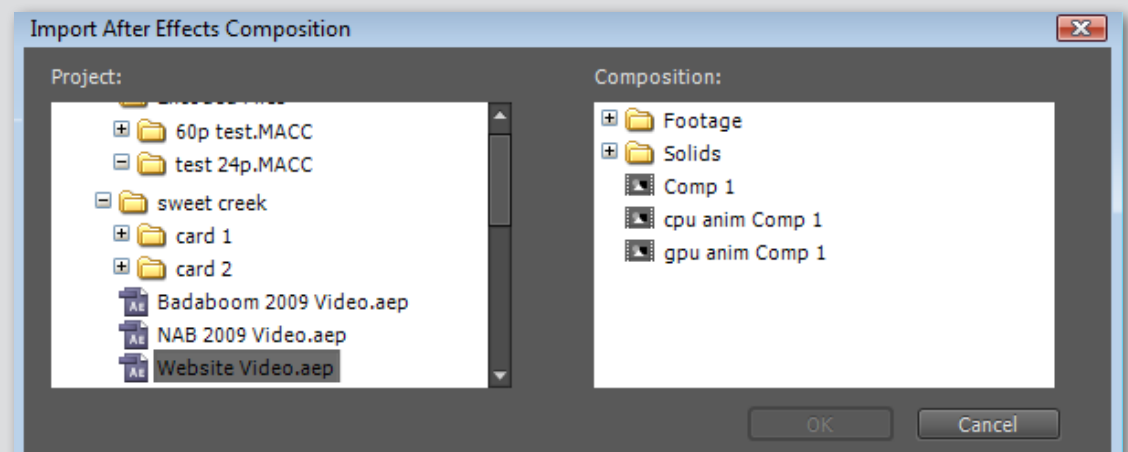 Import After Effects Composition
Project:
60p test.MACC
test 24p.MACC
sweet creek
card 1
card 2
Badaboom 2009 Video.aep
NAB 2009 Video.aep
Website Video.aep
Composition:
Footage
Solids
Comp 1
cpu anim Comp 1
gpu anim Comp 1
OK
Cancel